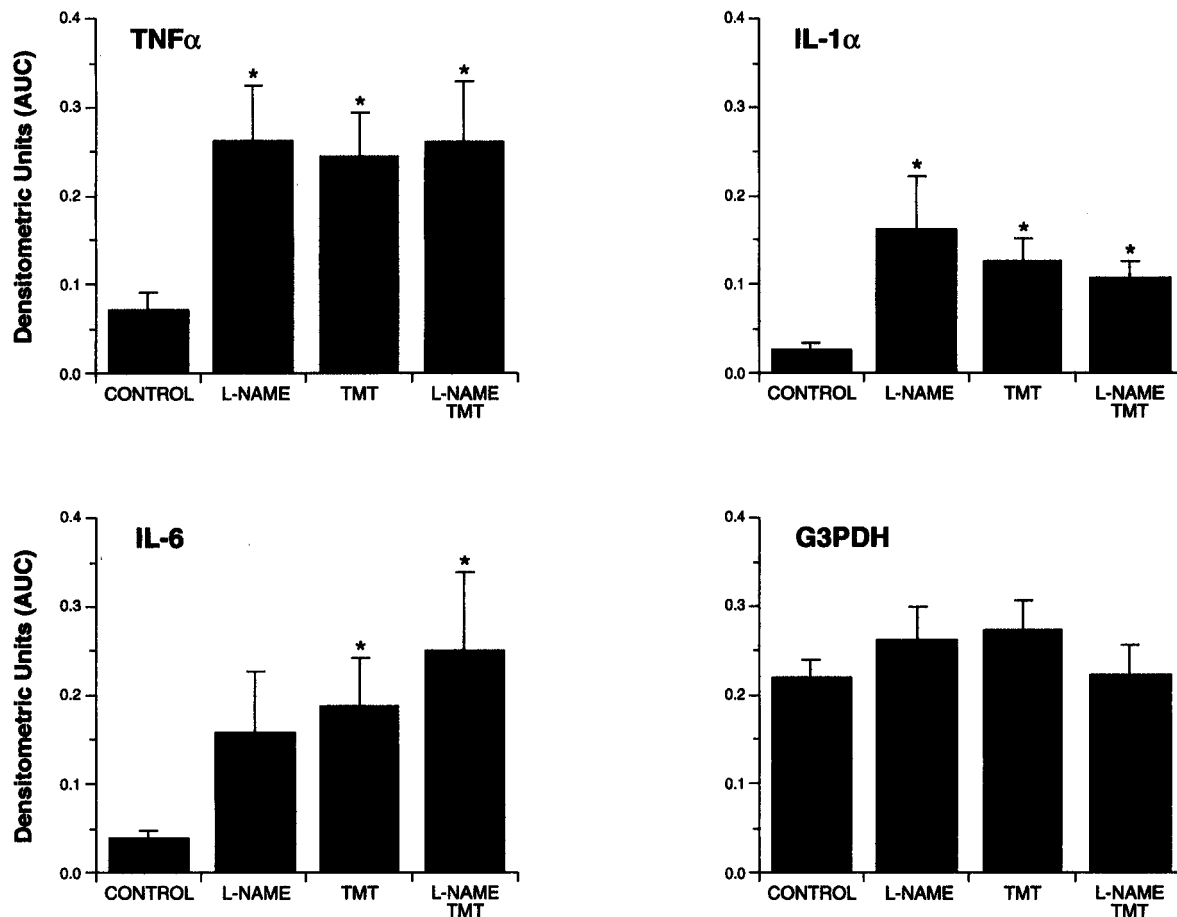 TNFα
Densitometric Units (AUC)
0.4
0.3
0.2
0.1
0.0
*
*
*
CONTROL
L-NAME
TMT
L-NAME
TMT
IL-1α
0.4
0.3
0.2
0.1
0.0
*
*
*
CONTROL
L-NAME
TMT
L-NAME
TMT
IL-6
Densitometric Units (AUC)
0.4
0.3
0.2
0.1
0.0
*
*
CONTROL
L-NAME
TMT
L-NAME
TMT
G3PDH
0.4
0.3
0.2
0.1
0.0
CONTROL
L-NAME
TMT
L-NAME
TMT